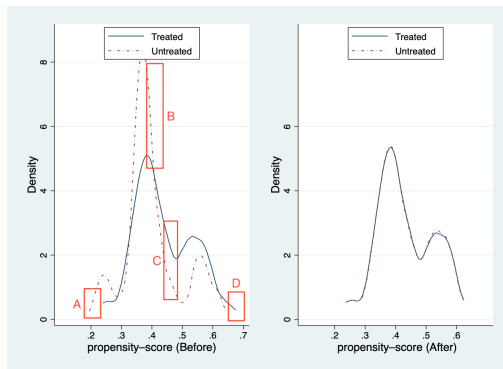 Treated
Untreated
Density
0 2 4 6 8
.2 .3 .4 .5 .6 .7
propensity−score (Before)
A
B
C
D
Treated
Untreated
Density
0 2 4 6 8
.2 .3 .4 .5 .6
propensity−score (After)